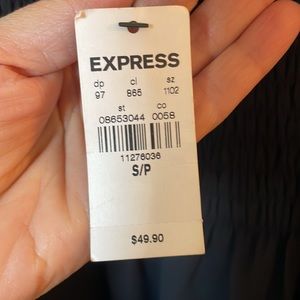 EXPRESS
dp cl sz
97 865 1102
st co
08653044 0058
11276036
S/P
$49.90